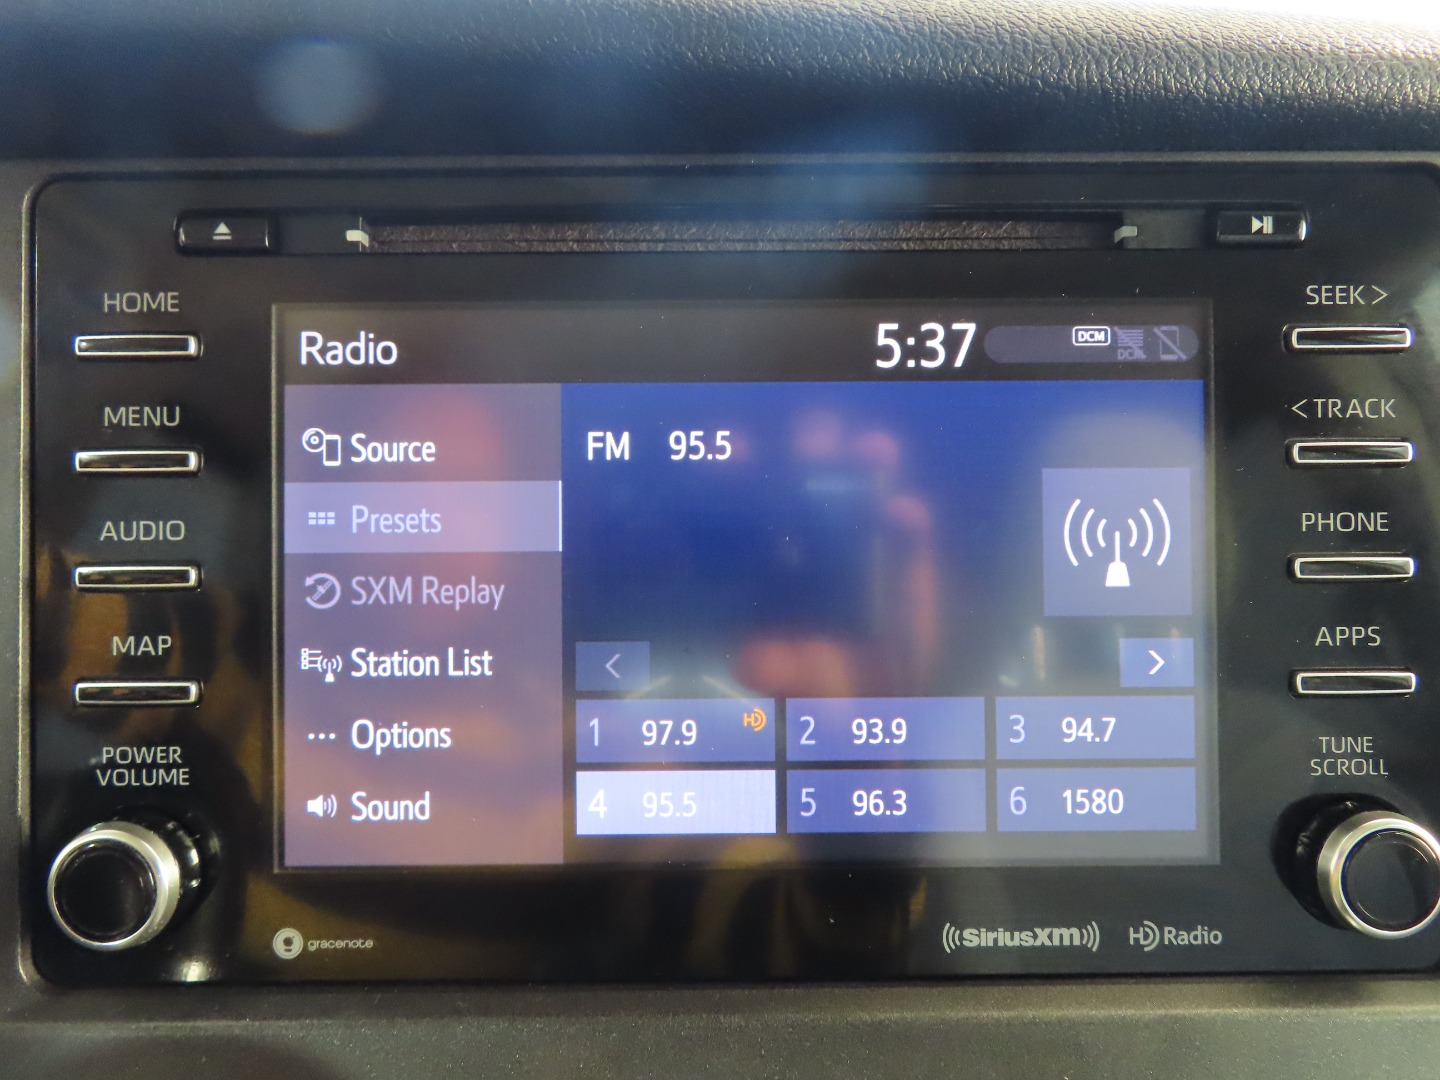 HOME
MENU
AUDIO
MAP
POWER
VOLUME
Radio
5:37
DCM
DCM
Source
Presets
SXM Replay
Station List
Options
Sound
FM 95.5
<
>
1 97.9 HD
2 93.9
3 94.7
4 95.5
5 96.3
6 1580
SEEK >
< TRACK
PHONE
APPS
TUNE
SCROLL
gracenote
((SiriusXM))
HD Radio